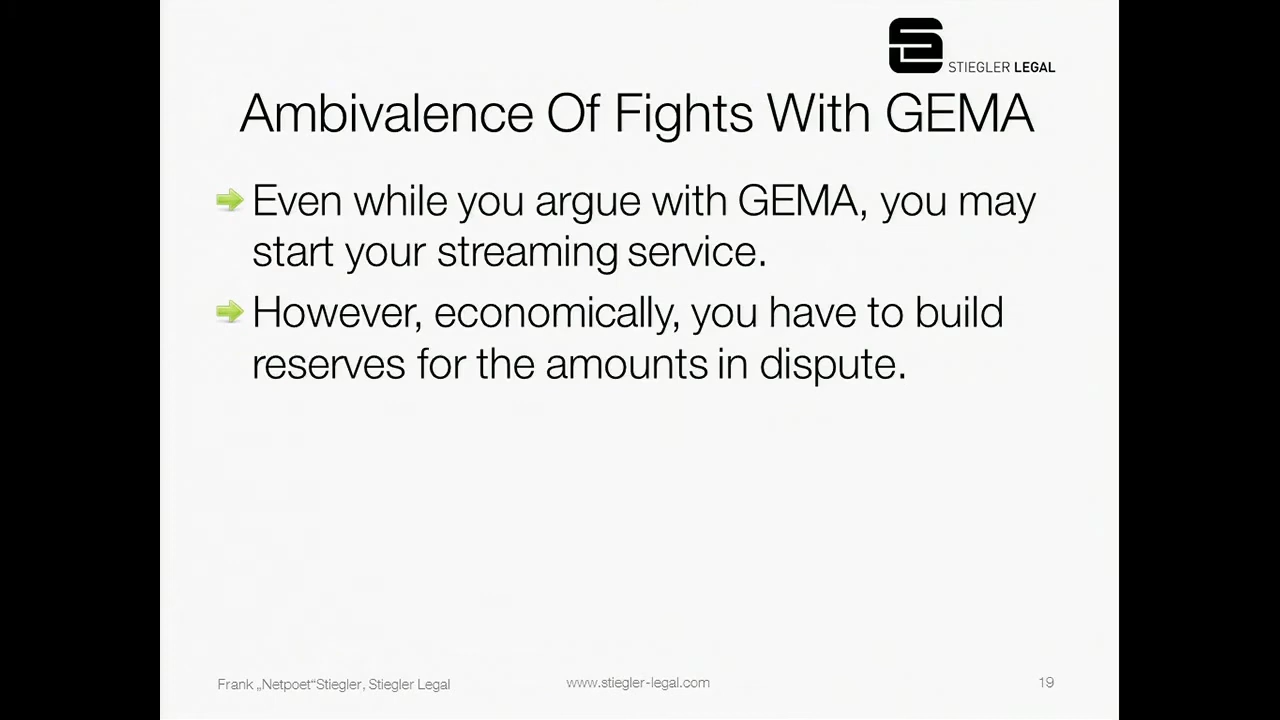 STIEGLER LEGAL
Ambivalence Of Fights With GEMA
Even while you argue with GEMA, you may
start your streaming service.
However, economically, you have to build
reserves for the amounts in dispute.
Frank „Netpoet“Stiegler, Stiegler Legal
www.stiegler-legal.com
19